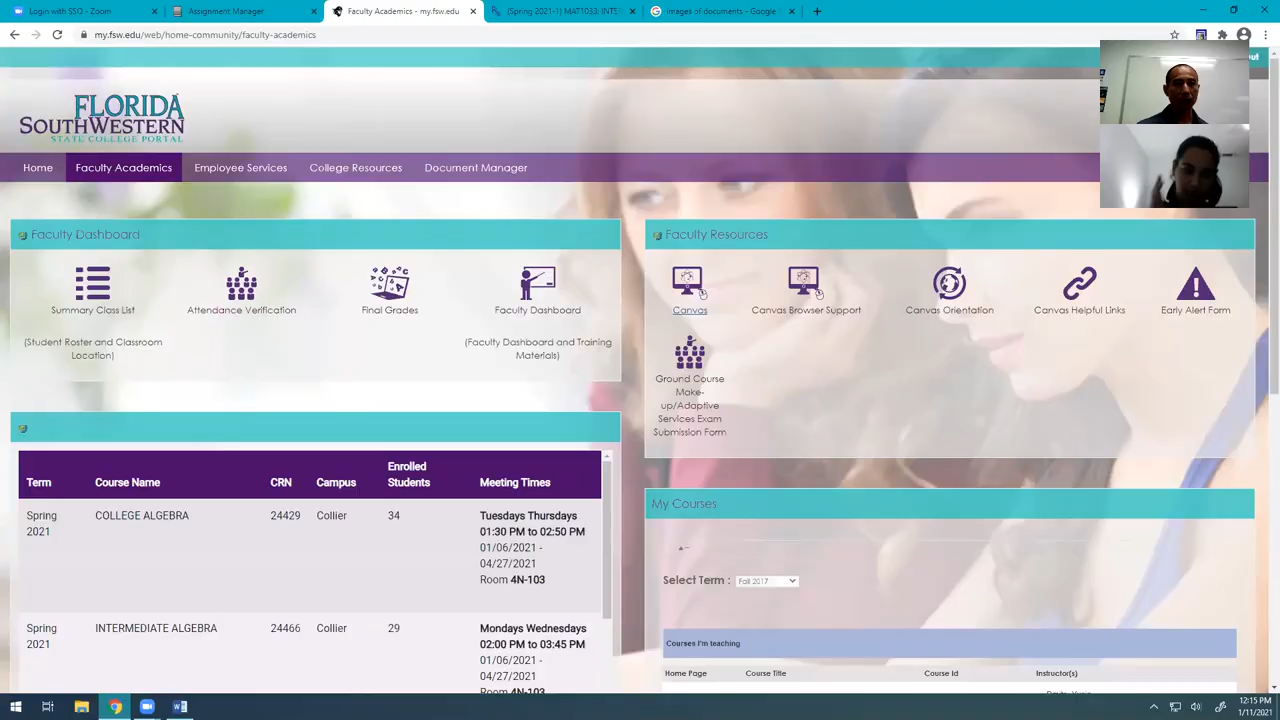 Login with SSO - Zoom
Assignment Manager
Faculty Academics - my.fsw.edu
(Spring 2021-1) MAT1033: INTE
images of documents - Google
my.fsw.edu/web/home-community/faculty-academics
FLORIDA
SOUTHWESTERN
STATE COLLEGE PORTAL
Home
Faculty Academics
Employee Services
College Resources
Document Manager
Faculty Dashboard
Summary Class List
Attendance Verification
Final Grades
Faculty Dashboard
(Student Roster and Classroom
Location)
(Faculty Dashboard and Training
Materials)
Faculty Resources
Canvas
Canvas Browser Support
Canvas Orientation
Canvas Helpful Links
Early Alert Form
Ground Course
Make-
up/Adaptive
Services Exam
Submission Form
Term
Course Name
CRN
Campus
Enrolled
Students
Meeting Times
Spring
2021
COLLEGE ALGEBRA
24429
Collier
34
Tuesdays Thursdays
01:30 PM to 02:50 PM
01/06/2021 -
04/27/2021
Room 4N-103
Spring
2021
INTERMEDIATE ALGEBRA
24466
Collier
29
Mondays Wednesdays
02:00 PM to 03:45 PM
01/06/2021 -
04/27/2021
Room 4N-103
My Courses
Select Term :
Fall 2017
Courses I'm teaching
Home Page
Course Title
Course Id
Instructor(s)
12:15 PM
1/11/2021